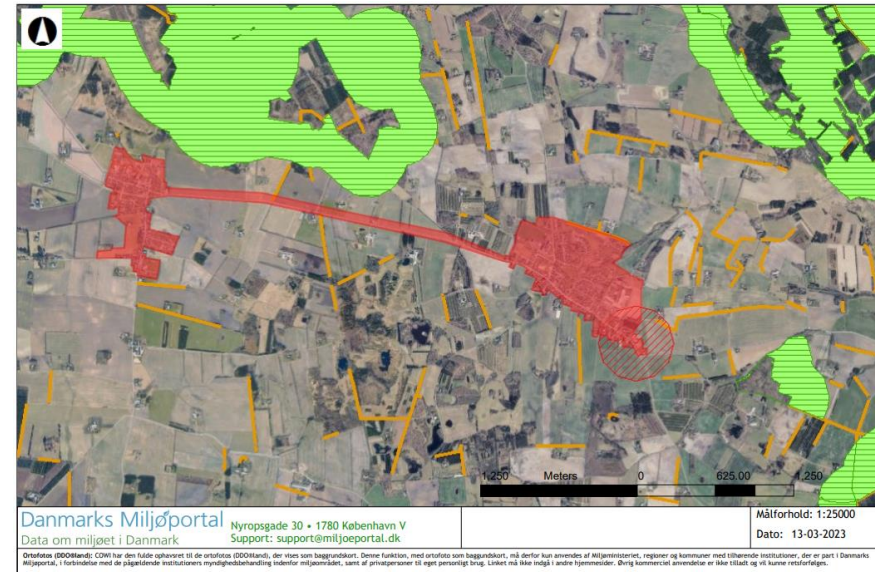 1,250 Meters 0 625.00 1,250
Danmarks Miljøportal
Data om miljøet i Danmark
Nyropsgade 30 • 1780 København V
Support: support@miljoeportal.dk
Målforhold: 1:25000
Dato: 13-03-2023
Ortofotos (DDO®land): COWI har den fulde ophavsret til de ortofotos (DDO®land), der vises som baggrundskort. Denne funktion, med ortofoto som baggundskort, må derfor kun anvendes af Miljøministeriet, regioner og kommuner med tilhørende institutioner, der er part i Danmarks
Miljøportal, i forbindelse med de pågældende institutioners myndighedsbehandling indenfor miljøområdet, samt af privatpersoner til eget personligt brug. Linket må ikke indgå i andre hjemmesider. Øvrig kommerciel anvendelse er ikke tilladt og vil kunne retsforfølges.